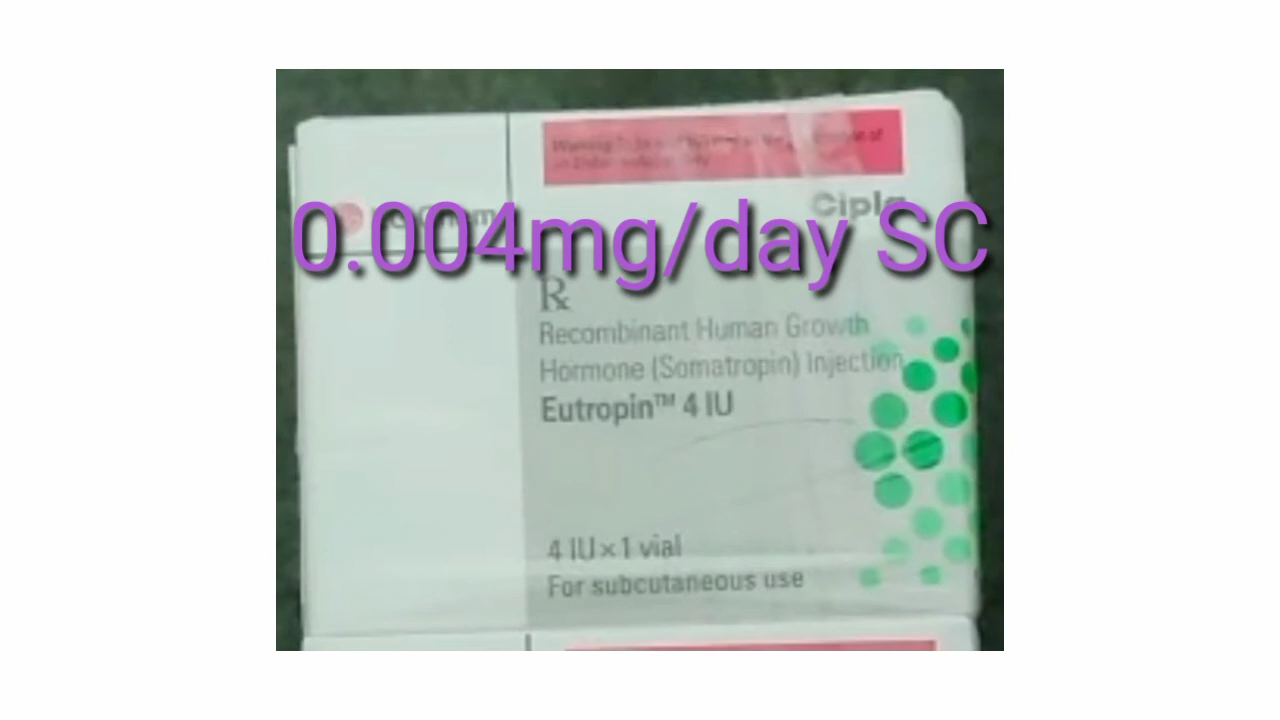 Cipla
0.004mg/day SC
Rx
Recombinant Human Growth
Hormone (Somatropin) Injection
Eutropin™ 4 IU
4 IU×1 vial
For subcutaneous use